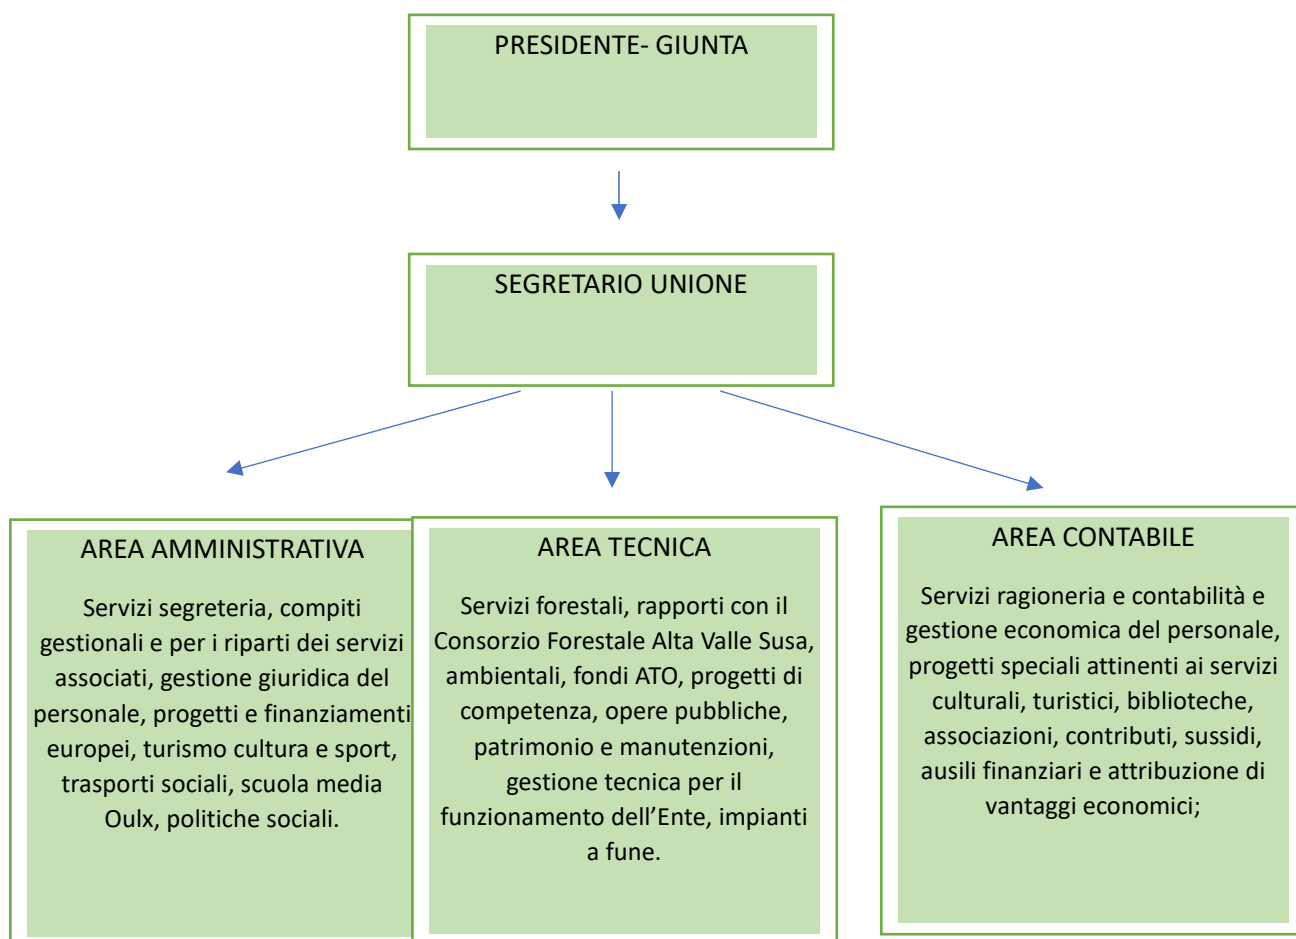 PRESIDENTE- GIUNTA
SEGRETARIO UNIONE
AREA AMMINISTRATIVA
Servizi segreteria, compiti
gestionali e per i riparti dei servizi
associati, gestione giuridica del
personale, progetti e finanziamenti
europei, turismo cultura e sport,
trasporti sociali, scuola media
Oulx, politiche sociali.
AREA TECNICA
Servizi forestali, rapporti con il
Consorzio Forestale Alta Valle Susa,
ambientali, fondi ATO, progetti di
competenza, opere pubbliche,
patrimonio e manutenzioni,
gestione tecnica per il
funzionamento dell’Ente, impianti
a fune.
AREA CONTABILE
Servizi ragioneria e contabilità e
gestione economica del personale,
progetti speciali attinenti ai servizi
culturali, turistici, biblioteche,
associazioni, contributi, sussidi,
ausili finanziari e attribuzione di
vantaggi economici;